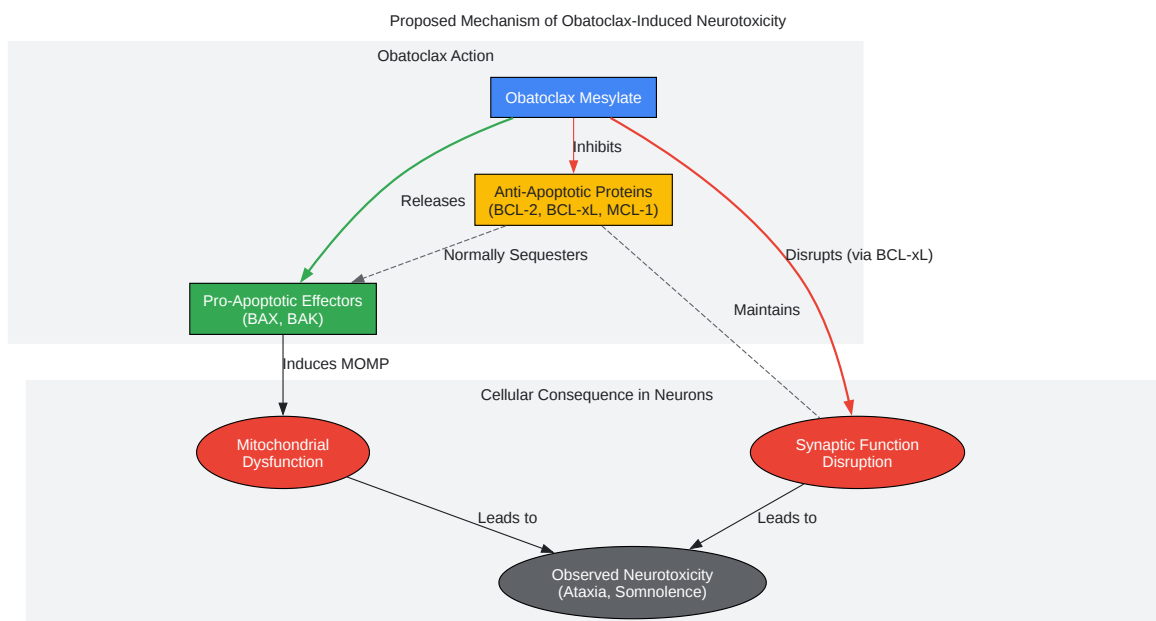 Proposed Mechanism of Obatoclax-Induced Neurotoxicity
Obatoclax Action
Obatoclax Mesylate
Inhibits
Anti-Apoptotic Proteins
(BCL-2, BCL-xL, MCL-1)
Releases
Normally Sequesters
Disrupts (via BCL-xL)
Pro-Apoptotic Effectors
(BAX, BAK)
Maintains
Induces MOMP
Cellular Consequence in Neurons
Mitochondrial
Dysfunction
Synaptic Function
Disruption
Leads to
Leads to
Observed Neurotoxicity
(Ataxia, Somnolence)